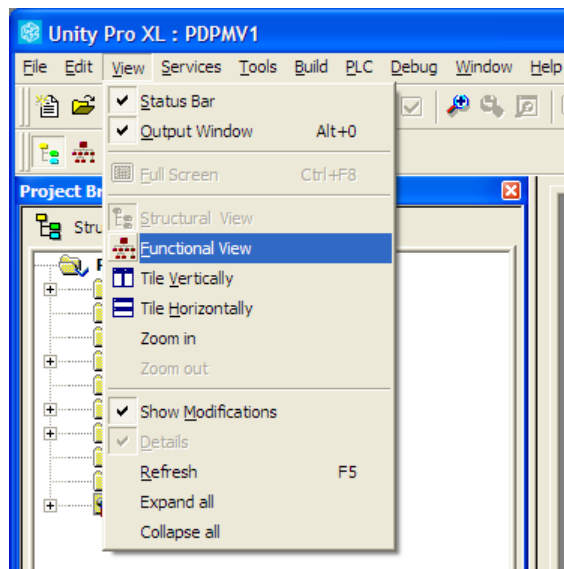 Unity Pro XL : PDPMV1
File Edit View Services Tools Build PLC Debug Window Help
Status Bar
Output Window Alt+0
Full Screen Ctrl+F8
Project Br
Stru
Structural View
Functional View
Tile Vertically
Tile Horizontally
Zoom in
Zoom out
Show Modifications
Details
Refresh F5
Expand all
Collapse all